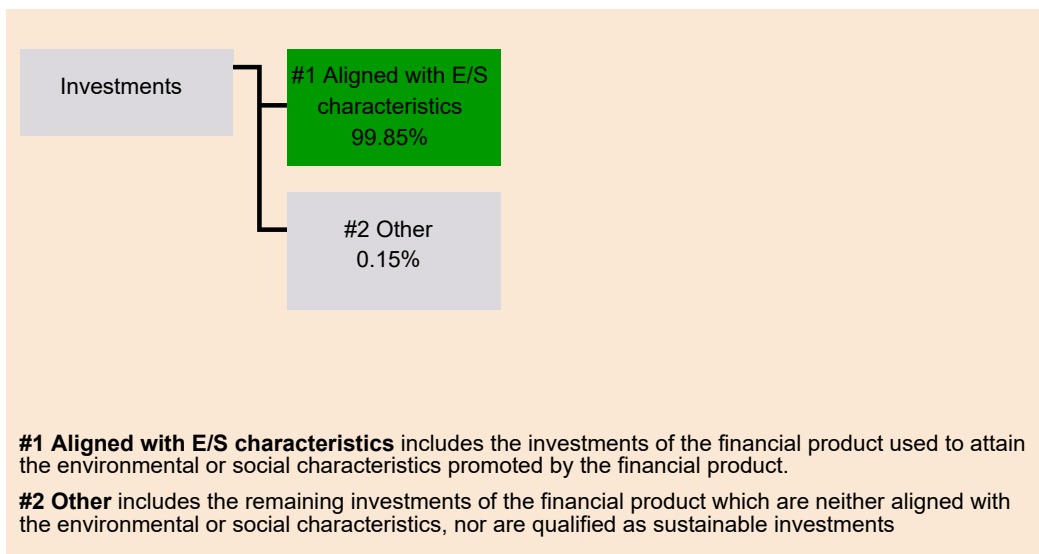 Investments
#1 Aligned with E/S
characteristics
99.85%
#2 Other
0.15%
#1 Aligned with E/S characteristics includes the investments of the financial product used to attain
the environmental or social characteristics promoted by the financial product.
#2 Other includes the remaining investments of the financial product which are neither aligned with
the environmental or social characteristics, nor are qualified as sustainable investments